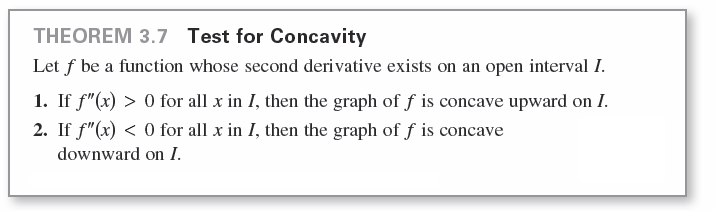 THEOREM 3.7 Test for Concavity
Let f be a function whose second derivative exists on an open interval I.
1. If f″(x) > 0 for all x in I, then the graph of f is concave upward on I.
2. If f″(x) < 0 for all x in I, then the graph of f is concave
downward on I.